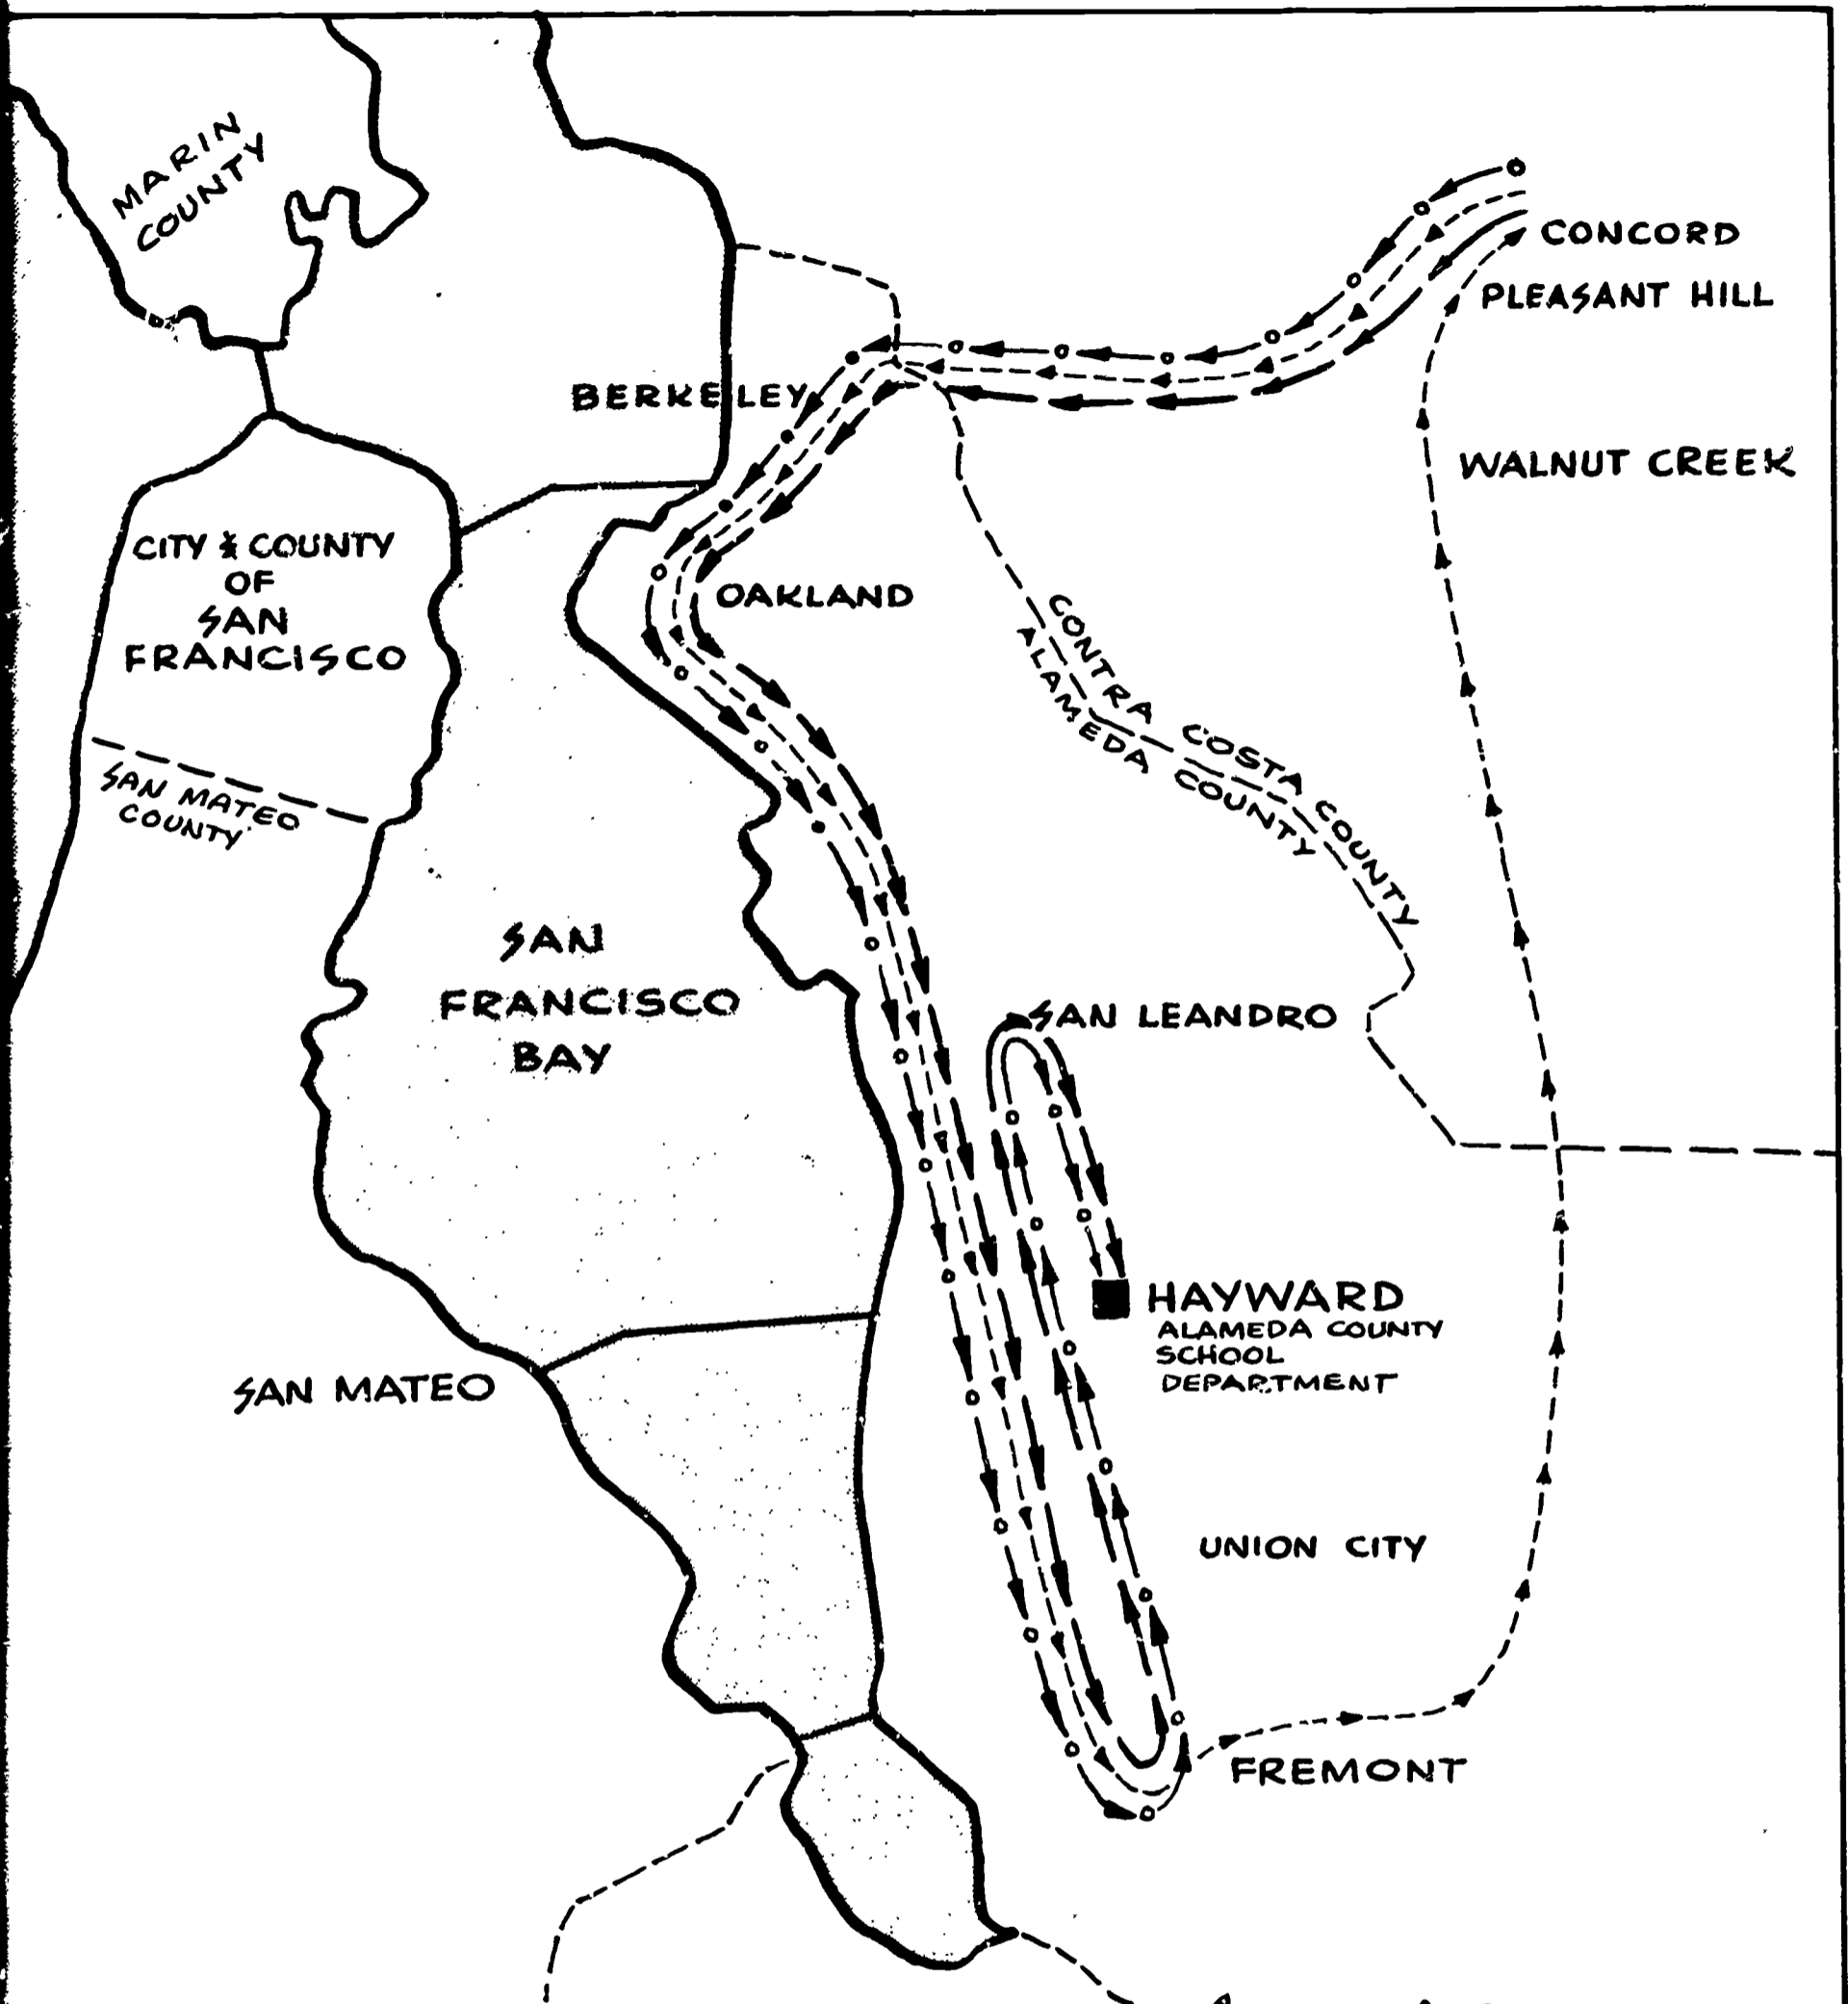 MARIN
COUNTY
CONCORD
PLEASANT HILL
BERKELEY
WALNUT CREEK
CITY & COUNTY
OF
SAN
FRANCISCO
OAKLAND
CONTRA COSTA COUNTY
ALAMEDA COUNTY
SAN MATEO
COUNTY
SAN
FRANCISCO
BAY
SAN LEANDRO
HAYWARD
ALAMEDA COUNTY
SCHOOL
DEPARTMENT
SAN MATEO
UNION CITY
FREMONT